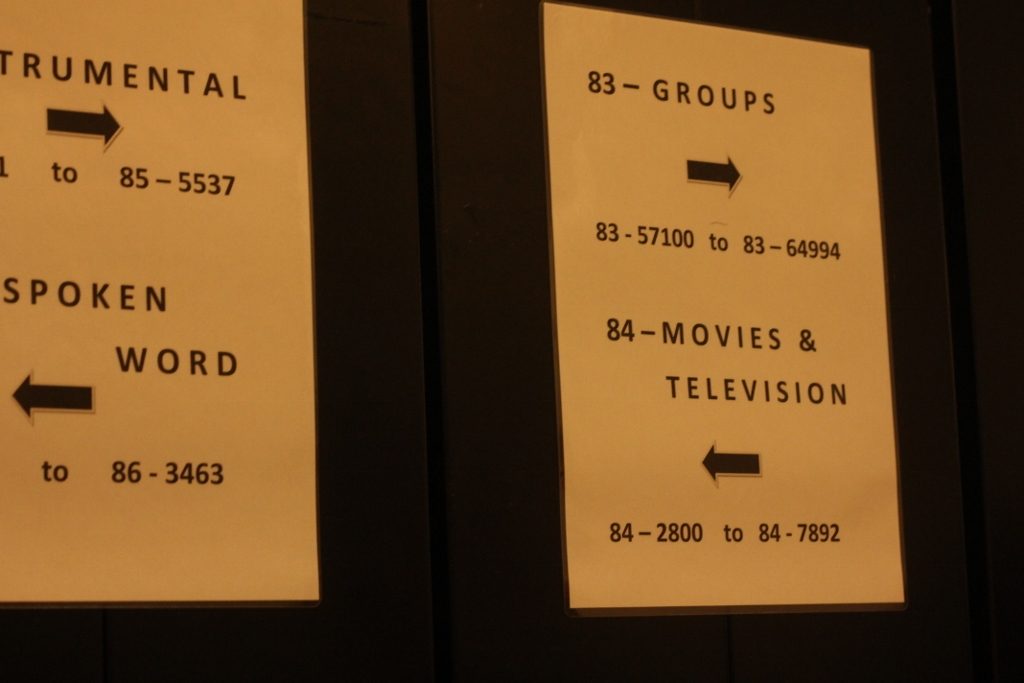 TRUMENTAL
1 to 85 – 5537
SPOKEN
WORD
to 86 - 3463
83 – GROUPS
83 - 57100 to 83 – 64994
84 – MOVIES &
TELEVISION
84 – 2800 to 84 - 7892